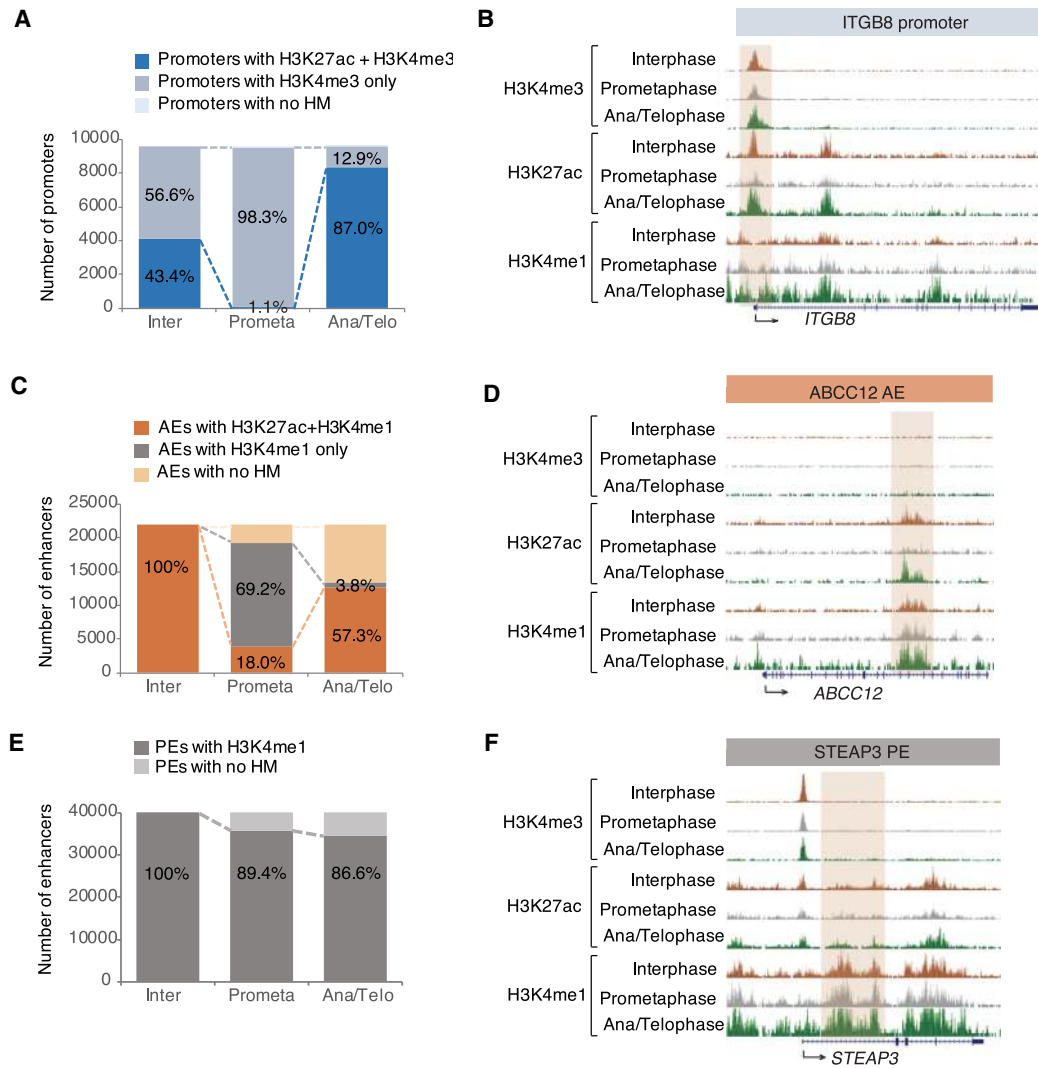 A
Promoters with H3K27ac + H3K4me3
Promoters with H3K4me3 only
Promoters with no HM
Number of promoters
10000
8000
6000
4000
2000
0
56.6%
43.4%
98.3%
1.1%
12.9%
87.0%
Inter
Prometa
Ana/Telo
B
ITGB8 promoter
H3K4me3
Interphase
Prometaphase
Ana/Telophase
H3K27ac
Interphase
Prometaphase
Ana/Telophase
H3K4me1
Interphase
Prometaphase
Ana/Telophase
ITGB8
C
AEs with H3K27ac+H3K4me1
AEs with H3K4me1 only
AEs with no HM
Number of enhancers
25000
20000
15000
10000
5000
0
100%
69.2%
18.0%
3.8%
57.3%
Inter
Prometa
Ana/Telo
D
ABCC12 AE
H3K4me3
Interphase
Prometaphase
Ana/Telophase
H3K27ac
Interphase
Prometaphase
Ana/Telophase
H3K4me1
Interphase
Prometaphase
Ana/Telophase
ABCC12
E
PEs with H3K4me1
PEs with no HM
Number of enhancers
40000
30000
20000
10000
0
100%
89.4%
86.6%
Inter
Prometa
Ana/Telo
F
STEAP3 PE
H3K4me3
Interphase
Prometaphase
Ana/Telophase
H3K27ac
Interphase
Prometaphase
Ana/Telophase
H3K4me1
Interphase
Prometaphase
Ana/Telophase
STEAP3